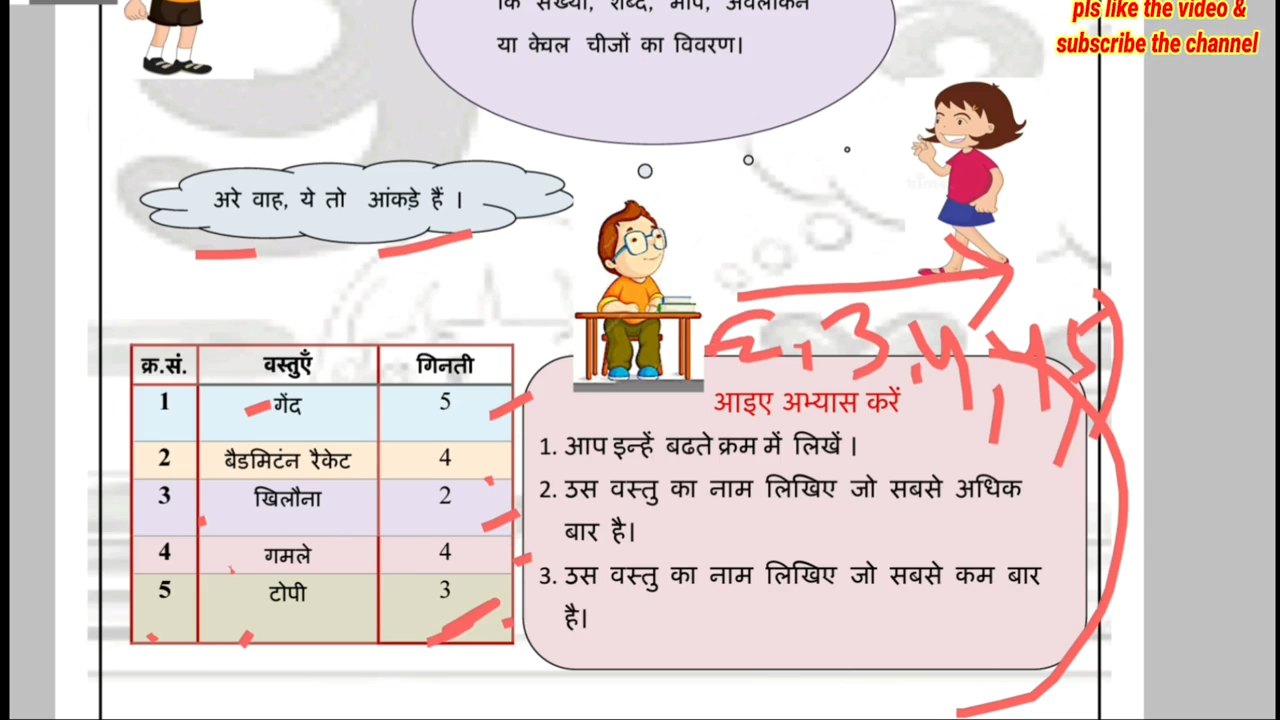 कि संख्या, शब्द, माप, अवलोकन
या केवल चीजों का विवरण।
pls like the video &
subscribe the channel
अरे वाह, ये तो आंकड़े हैं ।
2, 3, 4, 4, 5
क्र.सं. वस्तुएँ गिनती
1 गेंद 5
2 बैडमिटंन रैकेट 4
3 खिलौना 2
4 गमले 4
5 टोपी 3
आइए अभ्यास करें
1. आप इन्हें बढते क्रम में लिखें ।
2. उस वस्तु का नाम लिखिए जो सबसे अधिक
बार है।
3. उस वस्तु का नाम लिखिए जो सबसे कम बार
है।